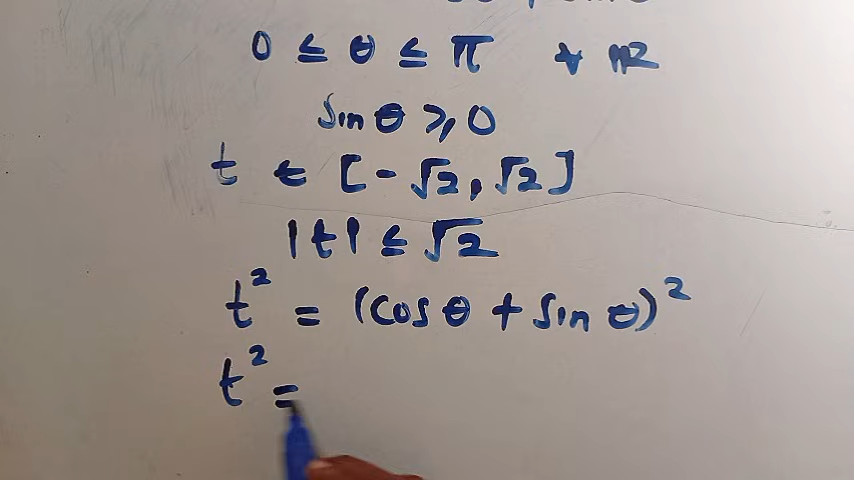 0 ≤ θ ≤ π
sin θ ≥ 0
t ∈ [-√2, √2]
|t| ≤ √2
t² = (cos θ + sin θ)²
t² =